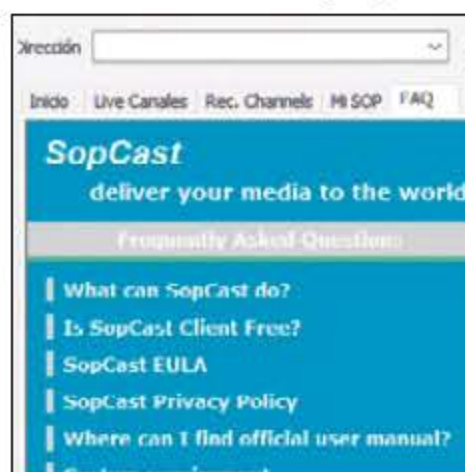 Dirección
Inicio Live Canales Rec. Channels Mi SOP FAQ
SopCast
deliver your media to the world
Frequently Asked Questions
What can SopCast do?
Is SopCast Client Free?
SopCast EULA
SopCast Privacy Policy
Where can I find official user manual?